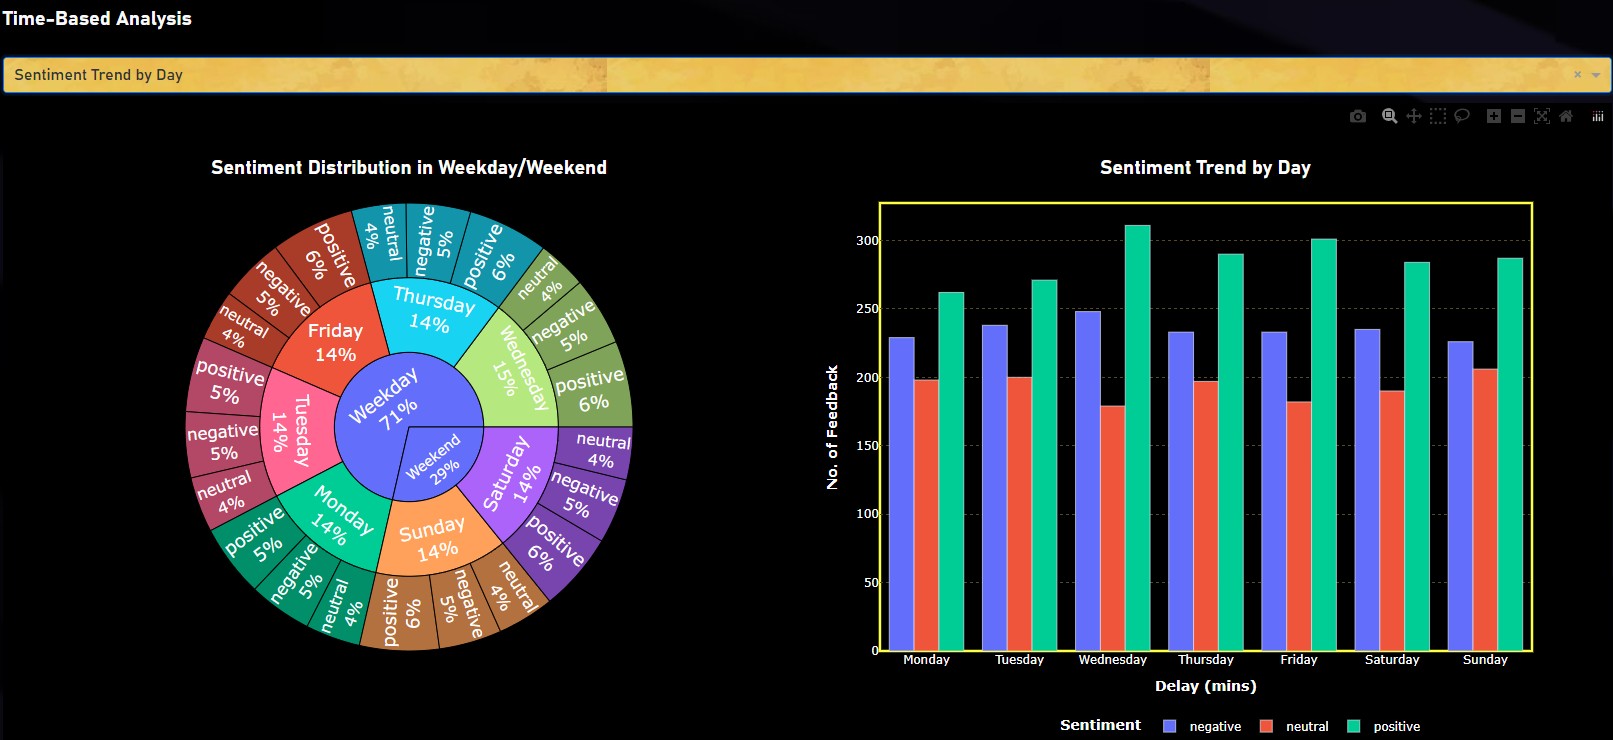 Time-Based Analysis
Sentiment Trend by Day
Sentiment Distribution in Weekday/Weekend
neutral
4%
negative
5%
positive
6%
Thursday
14%
neutral
4%
negative
5%
positive
6%
Wednesday
15%
positive
6%
negative
5%
neutral
4%
Friday
14%
positive
5%
negative
5%
neutral
4%
Tuesday
14%
Weekday
71%
Weekend
29%
neutral
4%
negative
5%
positive
6%
Saturday
14%
Monday
14%
positive
5%
negative
5%
neutral
4%
Sunday
14%
positive
6%
negative
5%
neutral
4%
Sentiment Trend by Day
No. of Feedback
300
250
200
150
100
50
0
Monday Tuesday Wednesday Thursday Friday Saturday Sunday
Delay (mins)
Sentiment negative neutral positive